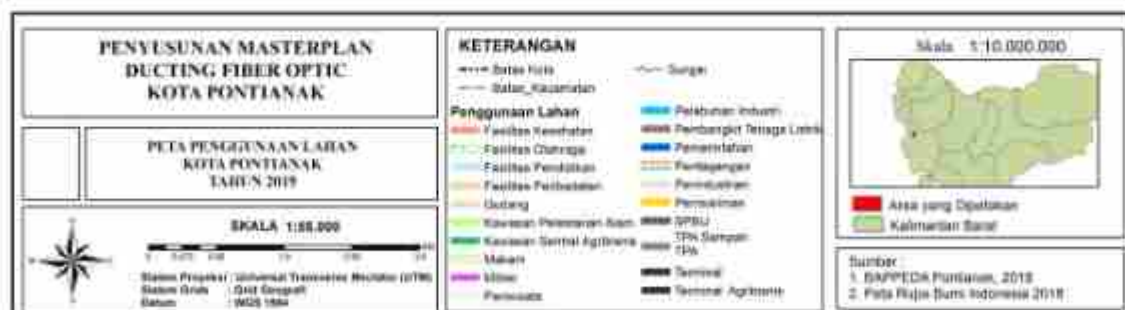 PENYUSUNAN MASTERPLAN
DUCTING FIBER OPTIC
KOTA PONTIANAK
PETA PENGGUNAAN LAHAN
KOTA PONTIANAK
TAHUN 2019
SKALA 1:55.000
Sistem Proyeksi : Universal Transverse Mercator (UTM)
Sistem Grids : Grid Geografi
Datum : WGS 1984
KETERANGAN
Batas Kota
Batas_Kecamatan
Sungai
Penggunaan Lahan
Fasilitas Kesehatan
Fasilitas Olahraga
Fasilitas Pendidikan
Fasilitas Peribadatan
Gudang
Kawasan Pelestarian Alam
Kawasan Sentral Agribisnis
Makam
Militer
Pariwisata
Pelabuhan Industri
Pembangkit Tenaga Listrik
Pemerintahan
Perdagangan
Perindustrian
Permukiman
SPBU
TPA Sampah
TPA
Terminal
Terminal Agribisnis
Skala 1:10.000.000
Area yang Dipetakan
Kalimantan Barat
Sumber :
1. BAPPEDA Pontianak, 2018
2. Peta Rupa Bumi Indonesia 2018